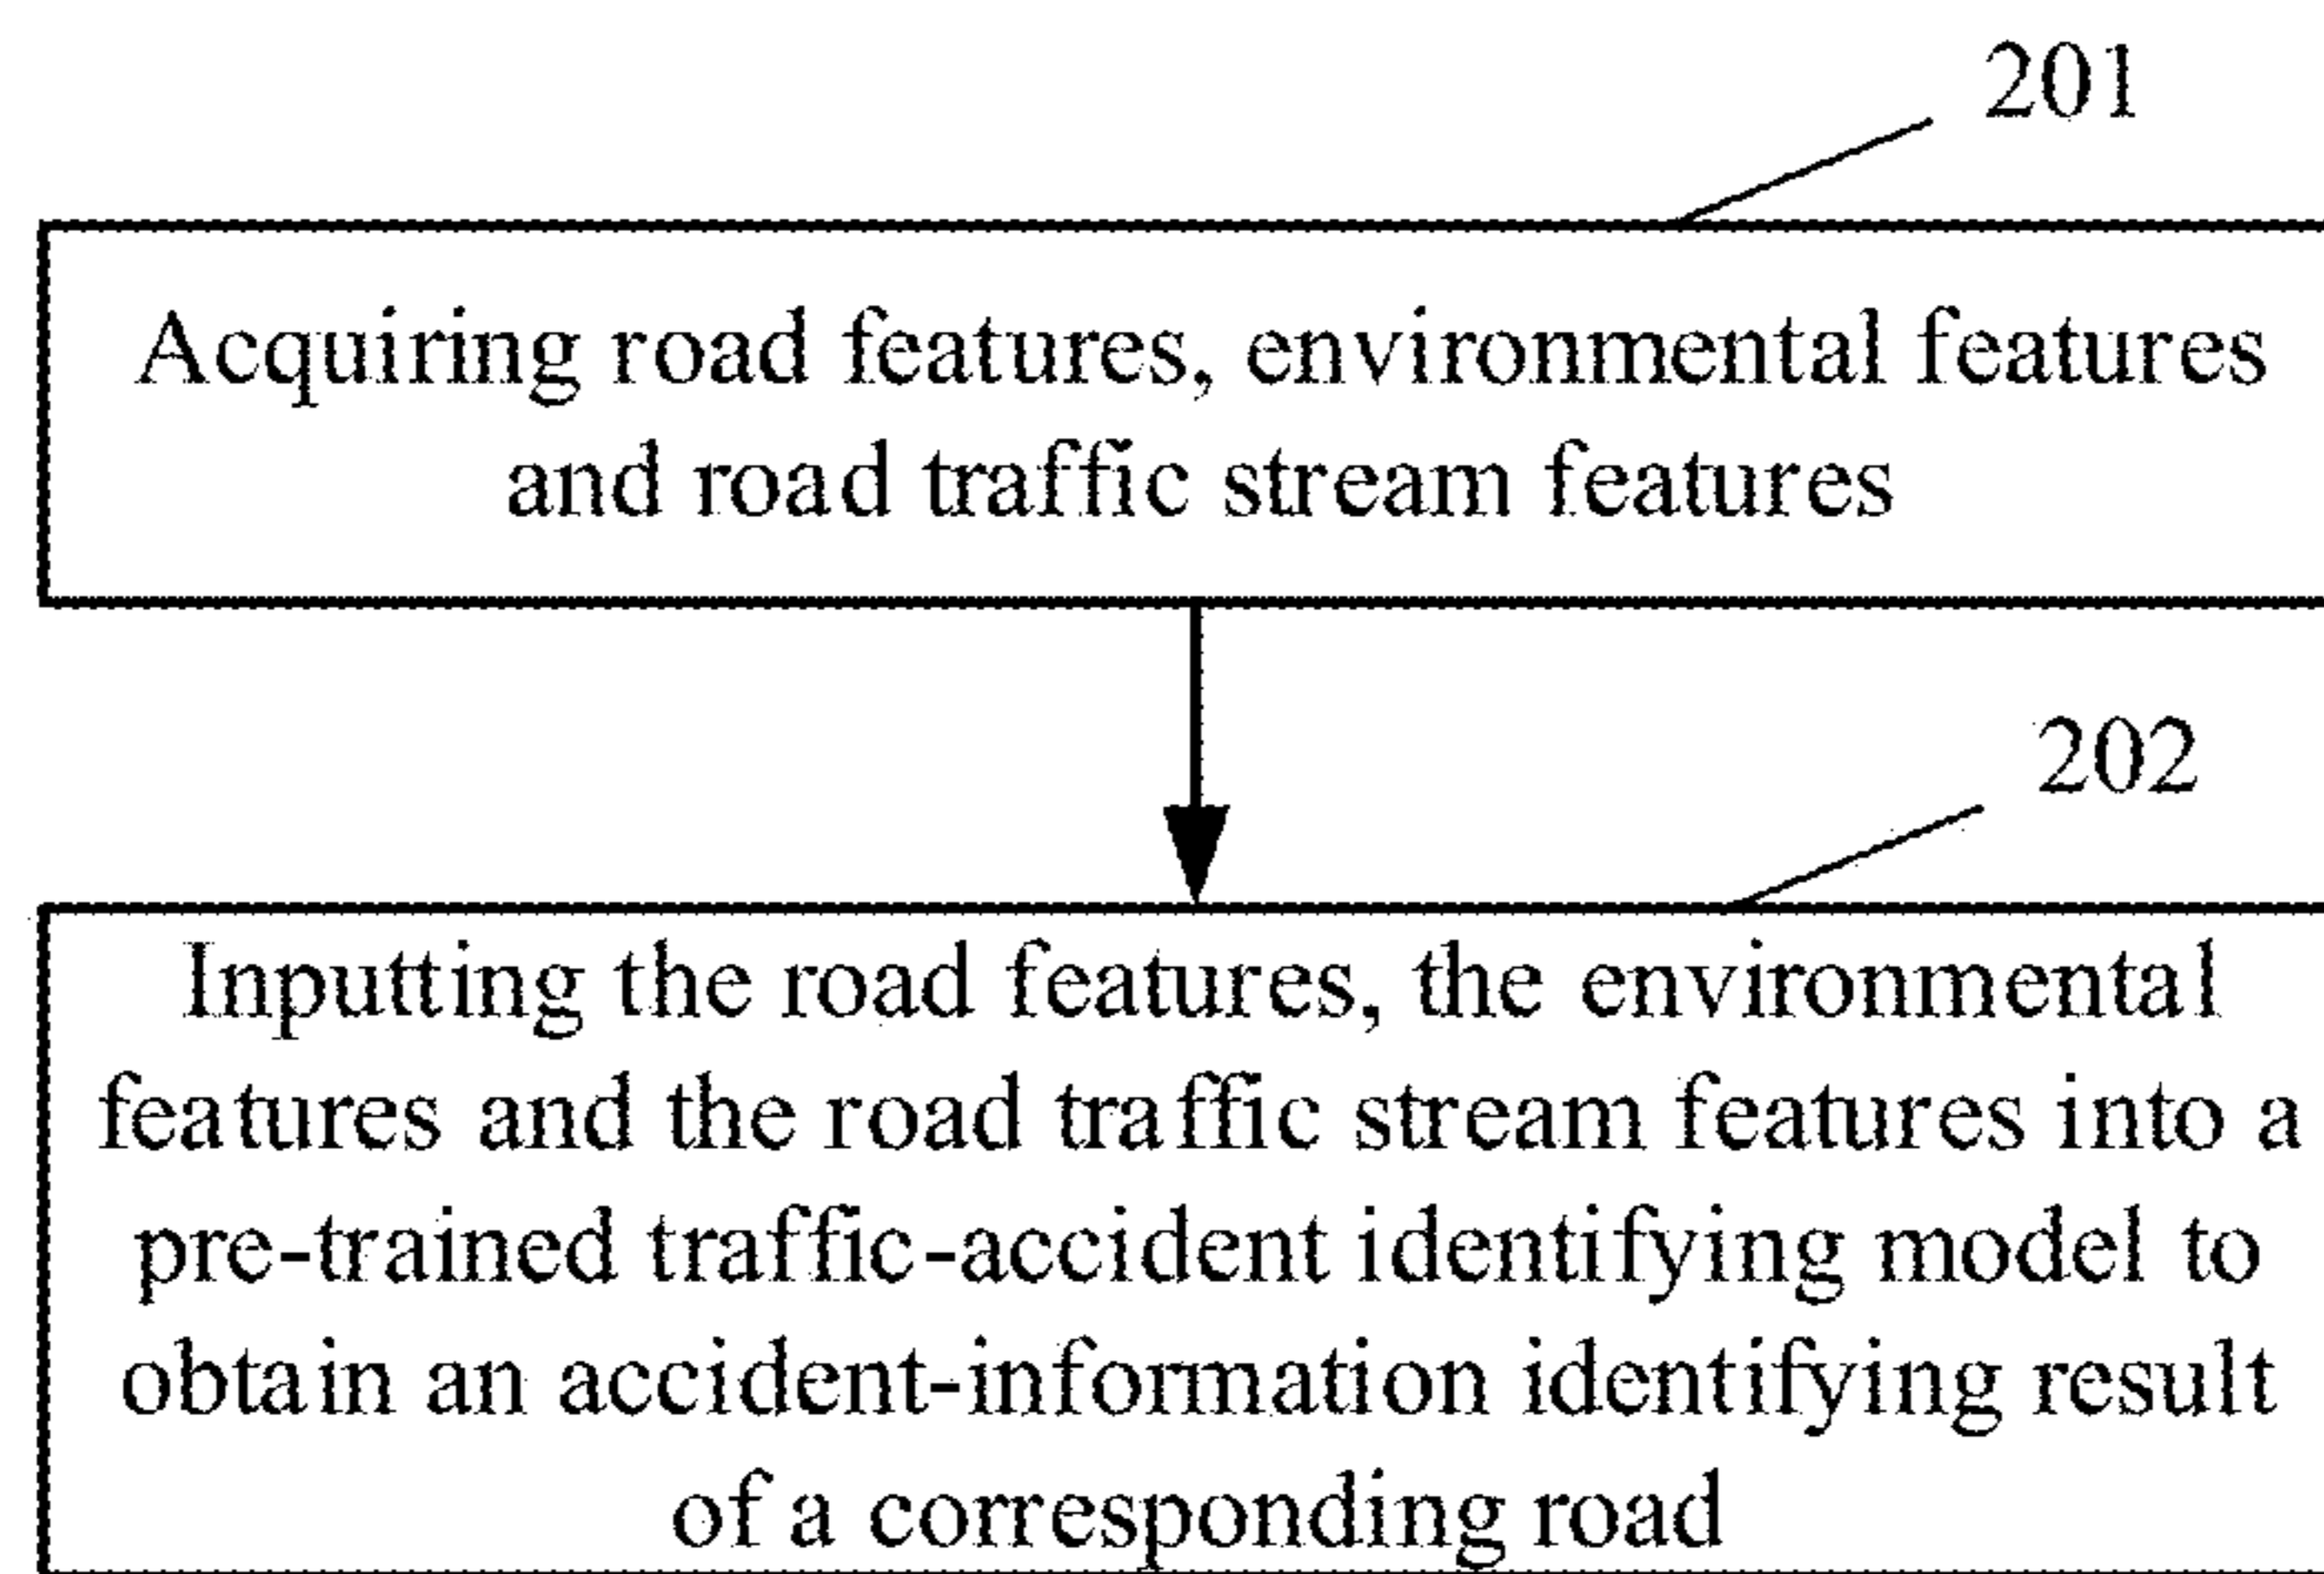 201
Acquiring road features, environmental features
and road traffic stream features
202
Inputting the road features, the environmental
features and the road traffic stream features into a
pre-trained traffic-accident identifying model to
obtain an accident-information identifying result
of a corresponding road